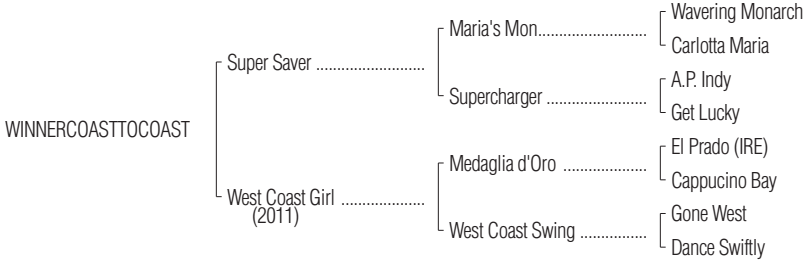 Wavering Monarch
Maria's Mon..........................
Carlotta Maria
Super Saver ..........................
A.P. Indy
Supercharger ........................
Get Lucky
WINNERCOASTTOCOAST
El Prado (IRE)
Medaglia d'Oro ....................
Cappucino Bay
West Coast Girl ....................
(2011)
Gone West
West Coast Swing ................
Dance Swiftly